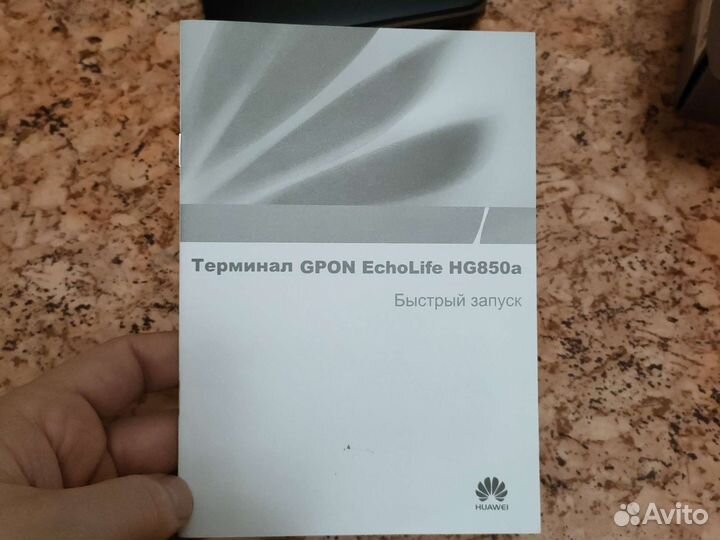 Терминал GPON EchoLife HG850a
Быстрый запуск
HUAWEI
Avito